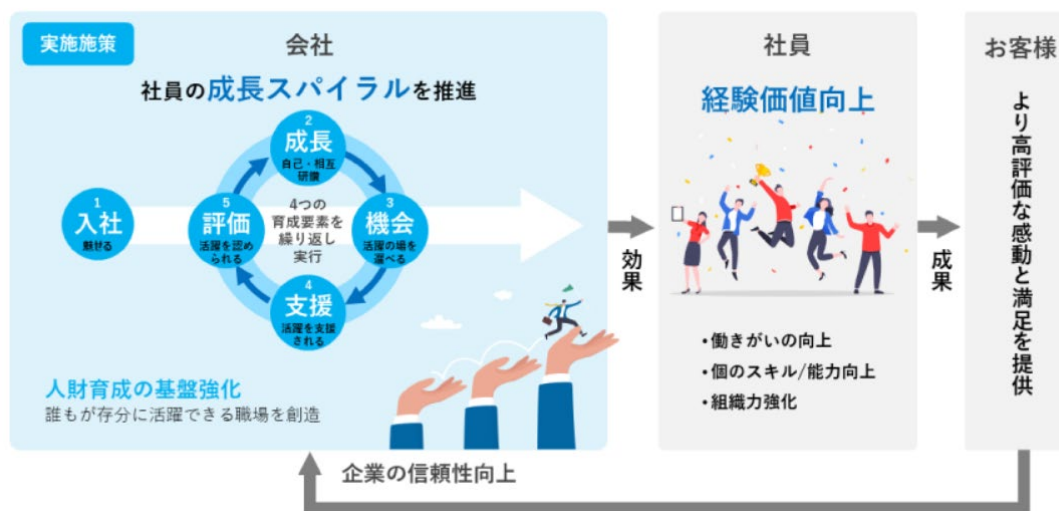 実施施策
会社
社員の成長スパイラルを推進
1
入社
魅せる
2
成長
自己・相互
研鑽
3
機会
活躍の場を
選べる
4
支援
活躍を支援
される
5
評価
活躍を認め
られる
4つの
育成要素を
繰り返し
実行
人財育成の基盤強化
誰もが存分に活躍できる職場を創造
効果
社員
経験価値向上
・働きがいの向上
・個のスキル/能力向上
・組織力強化
成果
お客様
より高評価な感動と満足を提供
企業の信頼性向上